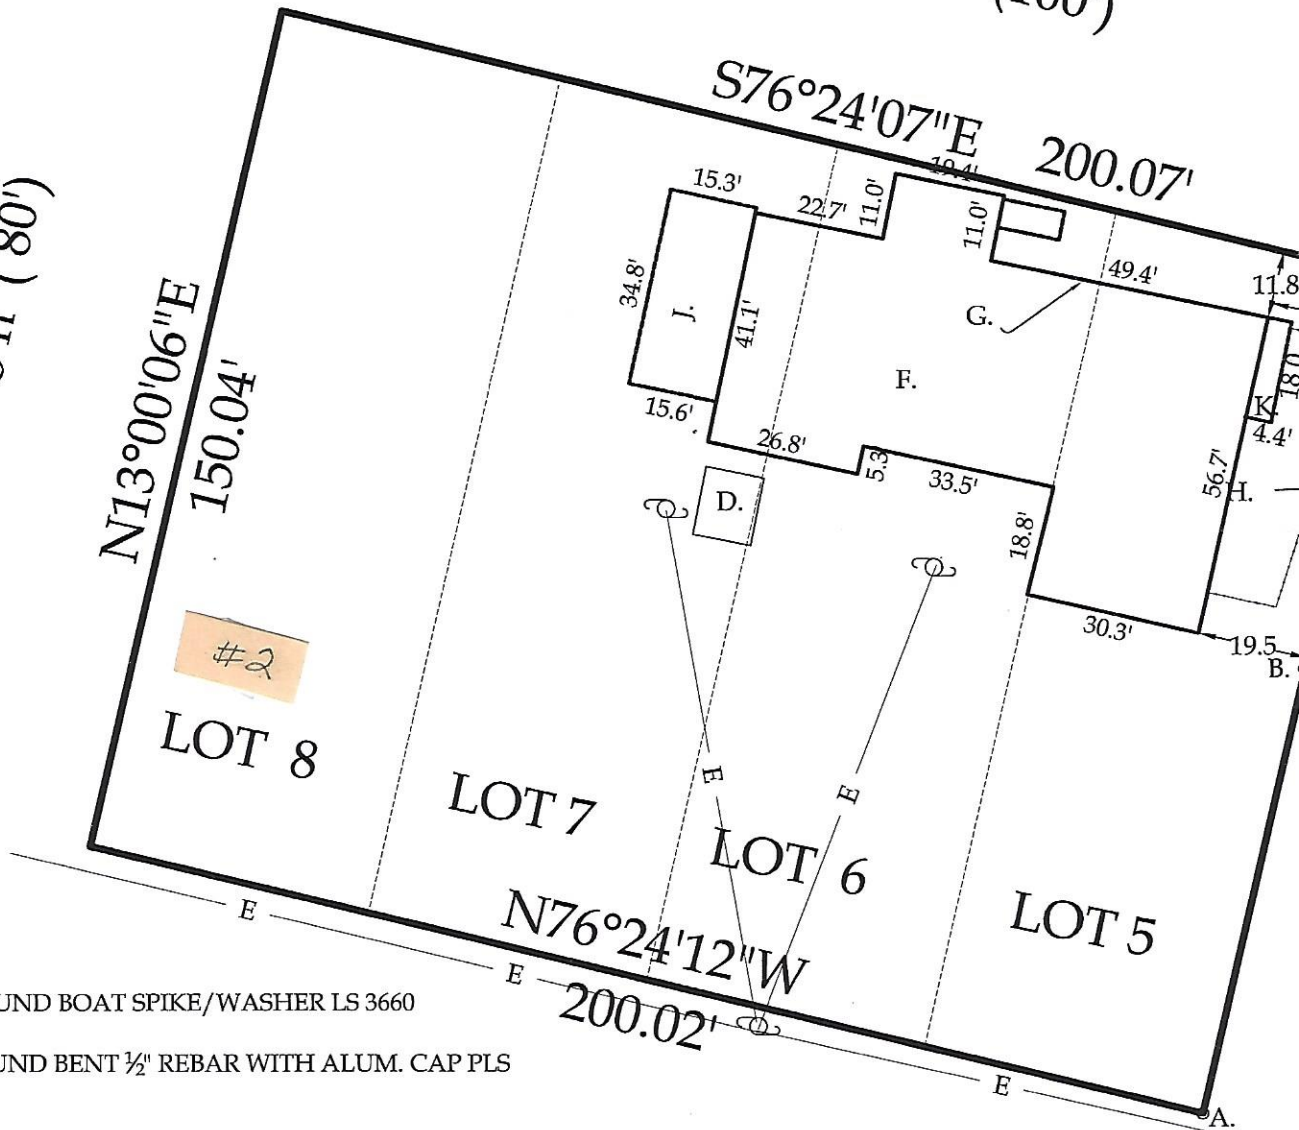 (100')
S76°24'07"E 200.07'
(80')
N13°00'06"E
150.04'
15.3'
22.7'
11.0'
19.4'
11.0'
49.4'
11.8
34.8'
J.
41.1'
G.
F.
18.0
K.
4.4'
15.6'
26.8'
5.3
33.5'
56.7'
H.
D.
18.8'
30.3'
19.5
B.
#2
LOT 8
LOT 7
LOT 6
LOT 5
E
E
E
E
E
N76°24'12"W
200.02'
UND BOAT SPIKE/WASHER LS 3660
UND BENT ½" REBAR WITH ALUM. CAP PLS
A.